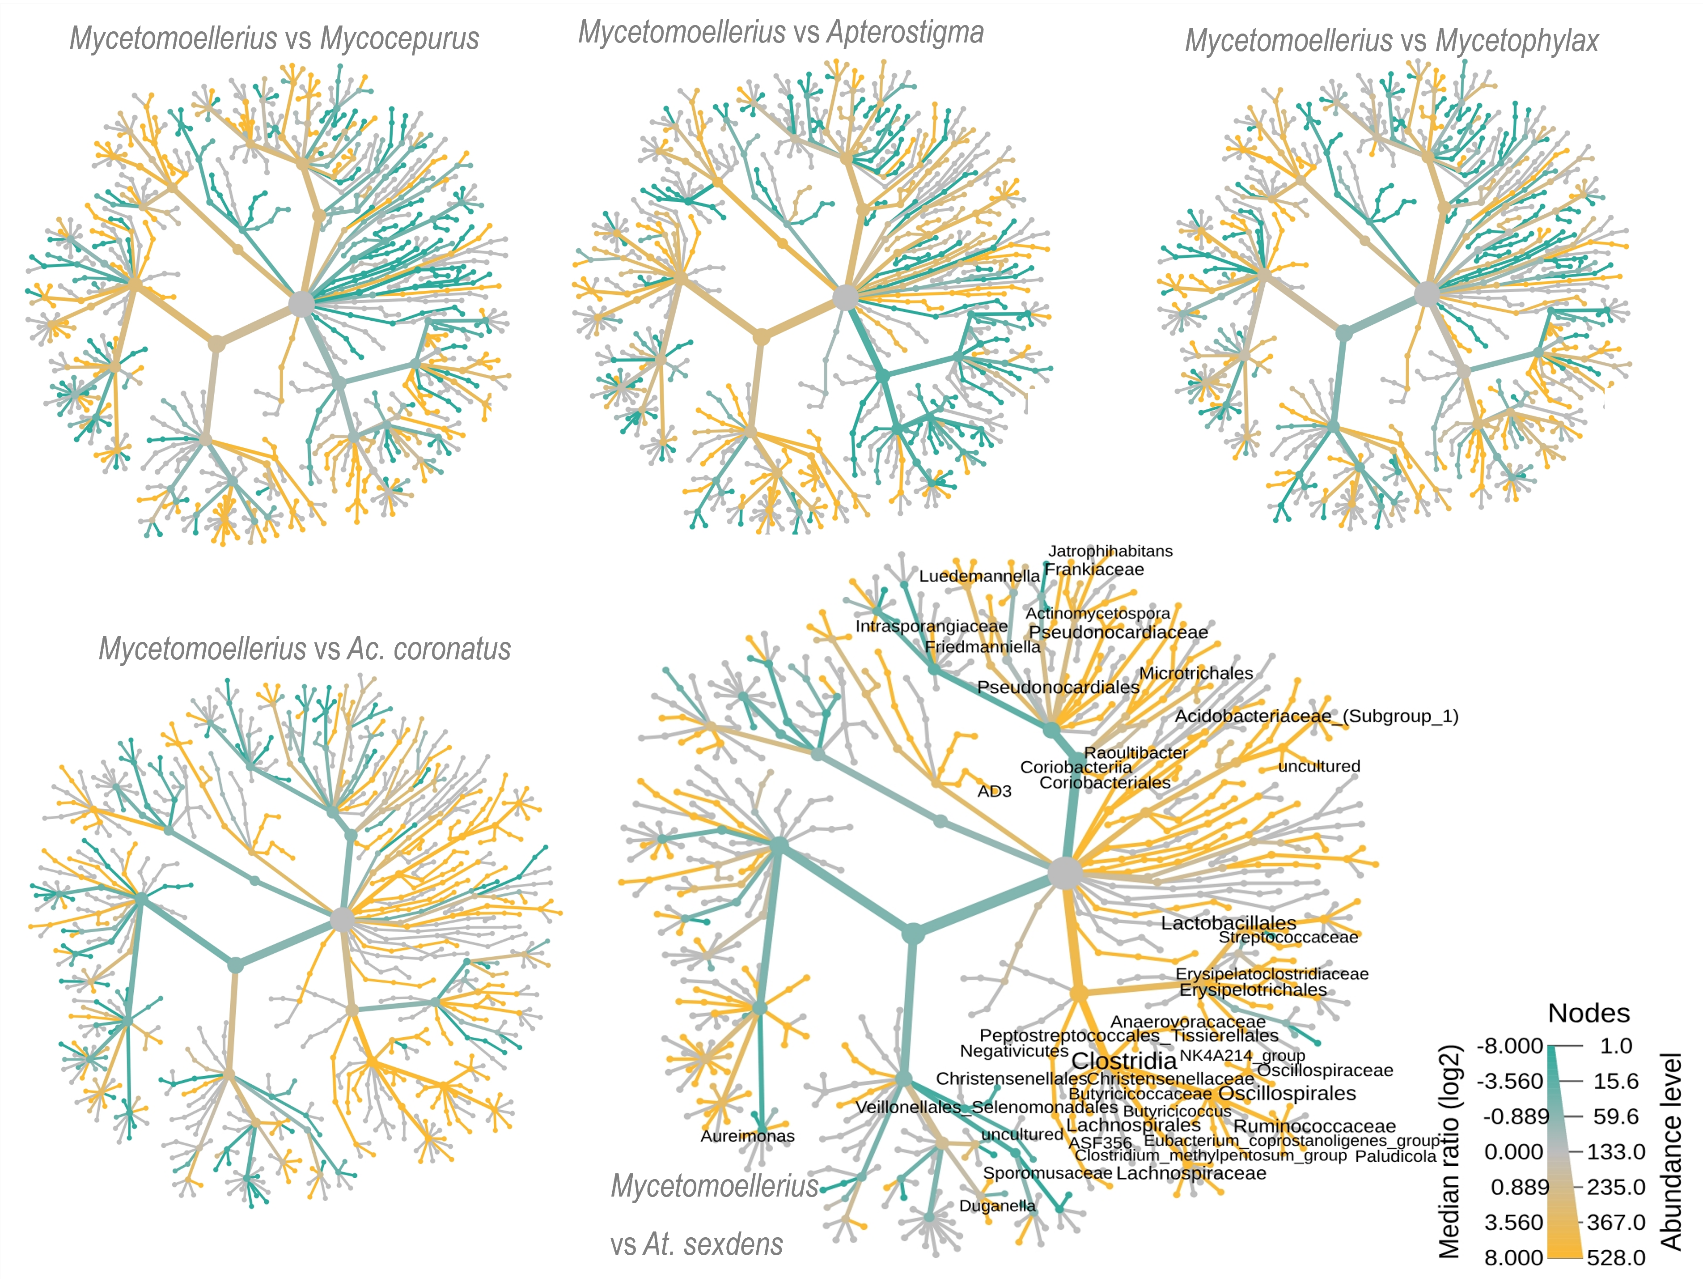 Mycetomoellerius vs Mycocepurus
Mycetomoellerius vs Apterostigma
Mycetomoellerius vs Mycetophylax
Mycetomoellerius vs Ac. coronatus
Jatrophihabitans
Luedemannella
Frankiaceae
Actinomycetospora
Intrasporangiaceae
Pseudonocardiaceae
Friedmanniella
Microtrichales
Pseudonocardiales
Acidobacteriaceae_(Subgroup_1)
Raoultibacter
Coriobacteriia
uncultured
Coriobacteriales
AD3
Lactobacillales
Streptococcaceae
Erysipelatoclostridiaceae
Erysipelotrichales
Anaerovoracaceae
Peptostreptococcales_Tissierellales
Negativicutes
Clostridia
NK4A214_group
Oscillospiraceae
Christensenellales
Christensenellaceae
Butyricicoccaceae
Oscillospirales
Veillonellales_Selenomonadales
Butyricicoccus
Lachnospirales
Ruminococcaceae
Aureimonas
uncultured
ASF356
Eubacterium_coprostanoligenes_group
Clostridium_methylpentosum_group
Paludicola
Sporomusaceae
Lachnospiraceae
Duganella
Mycetomoellerius
vs At. sexdens
Nodes
-8.000 1.0
-3.560 15.6
-0.889 59.6
0.000 133.0
0.889 235.0
3.560 367.0
8.000 528.0
Median ratio (log2)
Abundance level